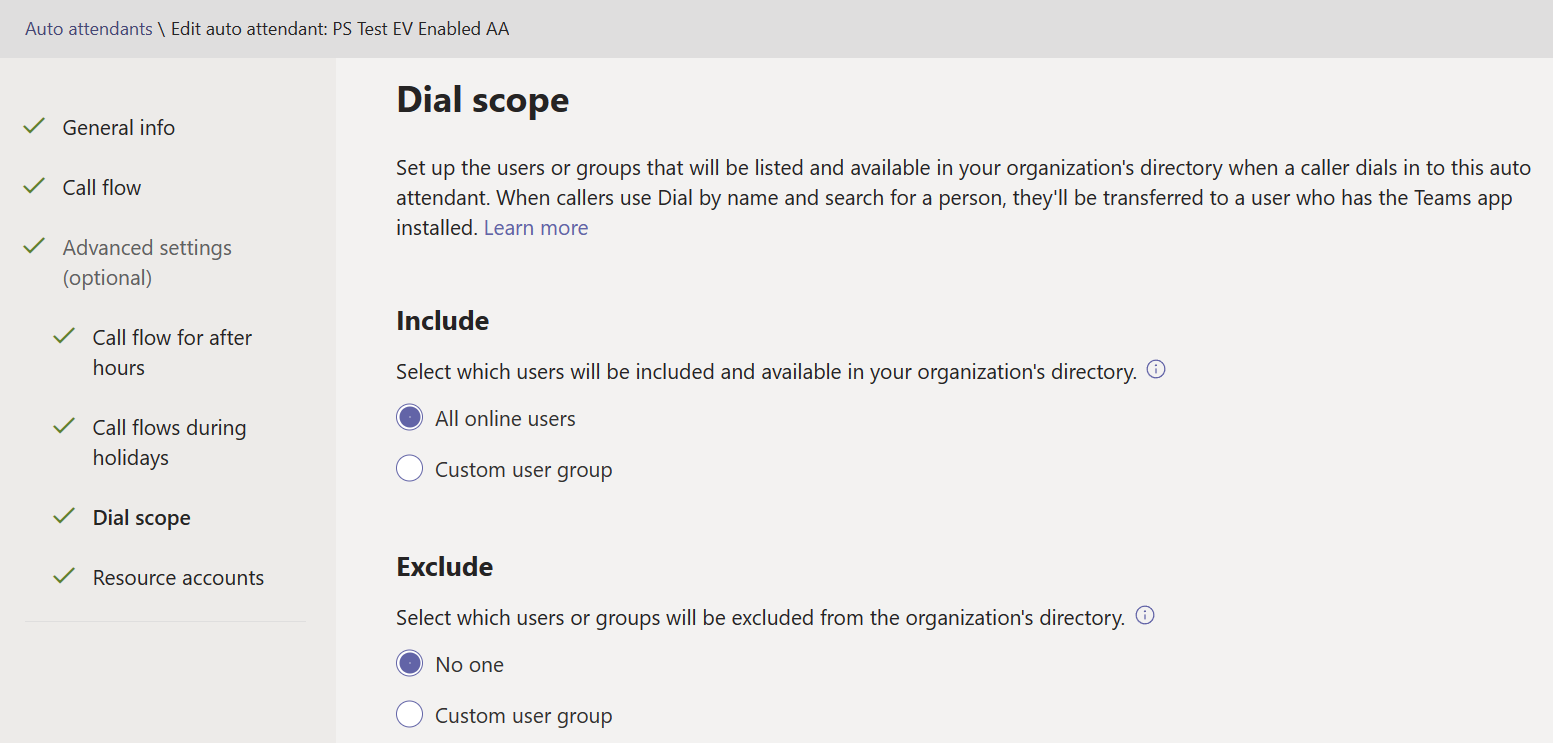 Auto attendants \ Edit auto attendant: PS Test EV Enabled AA
General info
Call flow
Advanced settings
(optional)
Call flow for after
hours
Call flows during
holidays
Dial scope
Resource accounts
Dial scope
Set up the users or groups that will be listed and available in your organization's directory when a caller dials in to this auto
attendant. When callers use Dial by name and search for a person, they'll be transferred to a user who has the Teams app
installed. Learn more
Include
Select which users will be included and available in your organization's directory.
All online users
Custom user group
Exclude
Select which users or groups will be excluded from the organization's directory.
No one
Custom user group